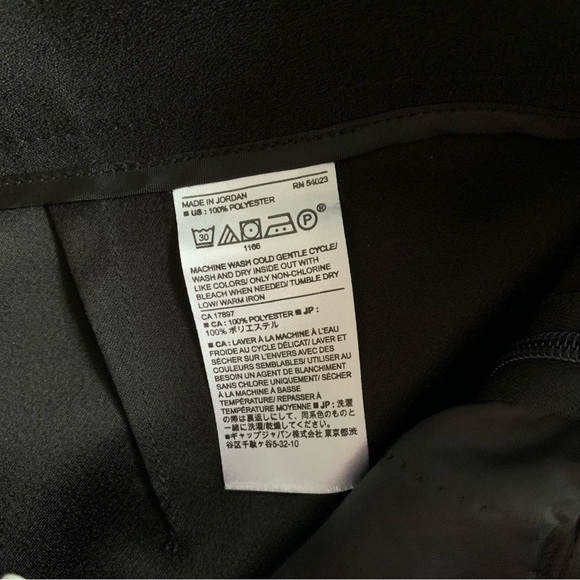 MADE IN JORDAN RN 54023
■ US : 100% POLYESTER
30 P ®
1166
MACHINE WASH COLD GENTLE CYCLE/
WASH AND DRY INSIDE OUT WITH
LIKE COLORS/ ONLY NON-CHLORINE
BLEACH WHEN NEEDED/ TUMBLE DRY
LOW/ WARM IRON
CA 17897
■ CA : 100% POLYESTER ■ JP :
100% ポリエステル
■ CA : LAVER À LA MACHINE À L'EAU
FROIDE AU CYCLE DÉLICAT/ LAVER ET
SÉCHER SUR L'ENVERS AVEC DES
COULEURS SEMBLABLES/ UTILISER AU
BESOIN UN AGENT DE BLANCHIMENT
SANS CHLORE UNIQUEMENT/ SÉCHER
À LA MACHINE À BASSE
TEMPÉRATURE/ REPASSER À
TEMPÉRATURE MOYENNE ■ JP : 洗濯
の際は裏返しにして、同系色のものと
一緒に洗濯/乾燥してください。
■ ギャップジャパン株式会社 東京都渋
谷区千駄ヶ谷5-32-10